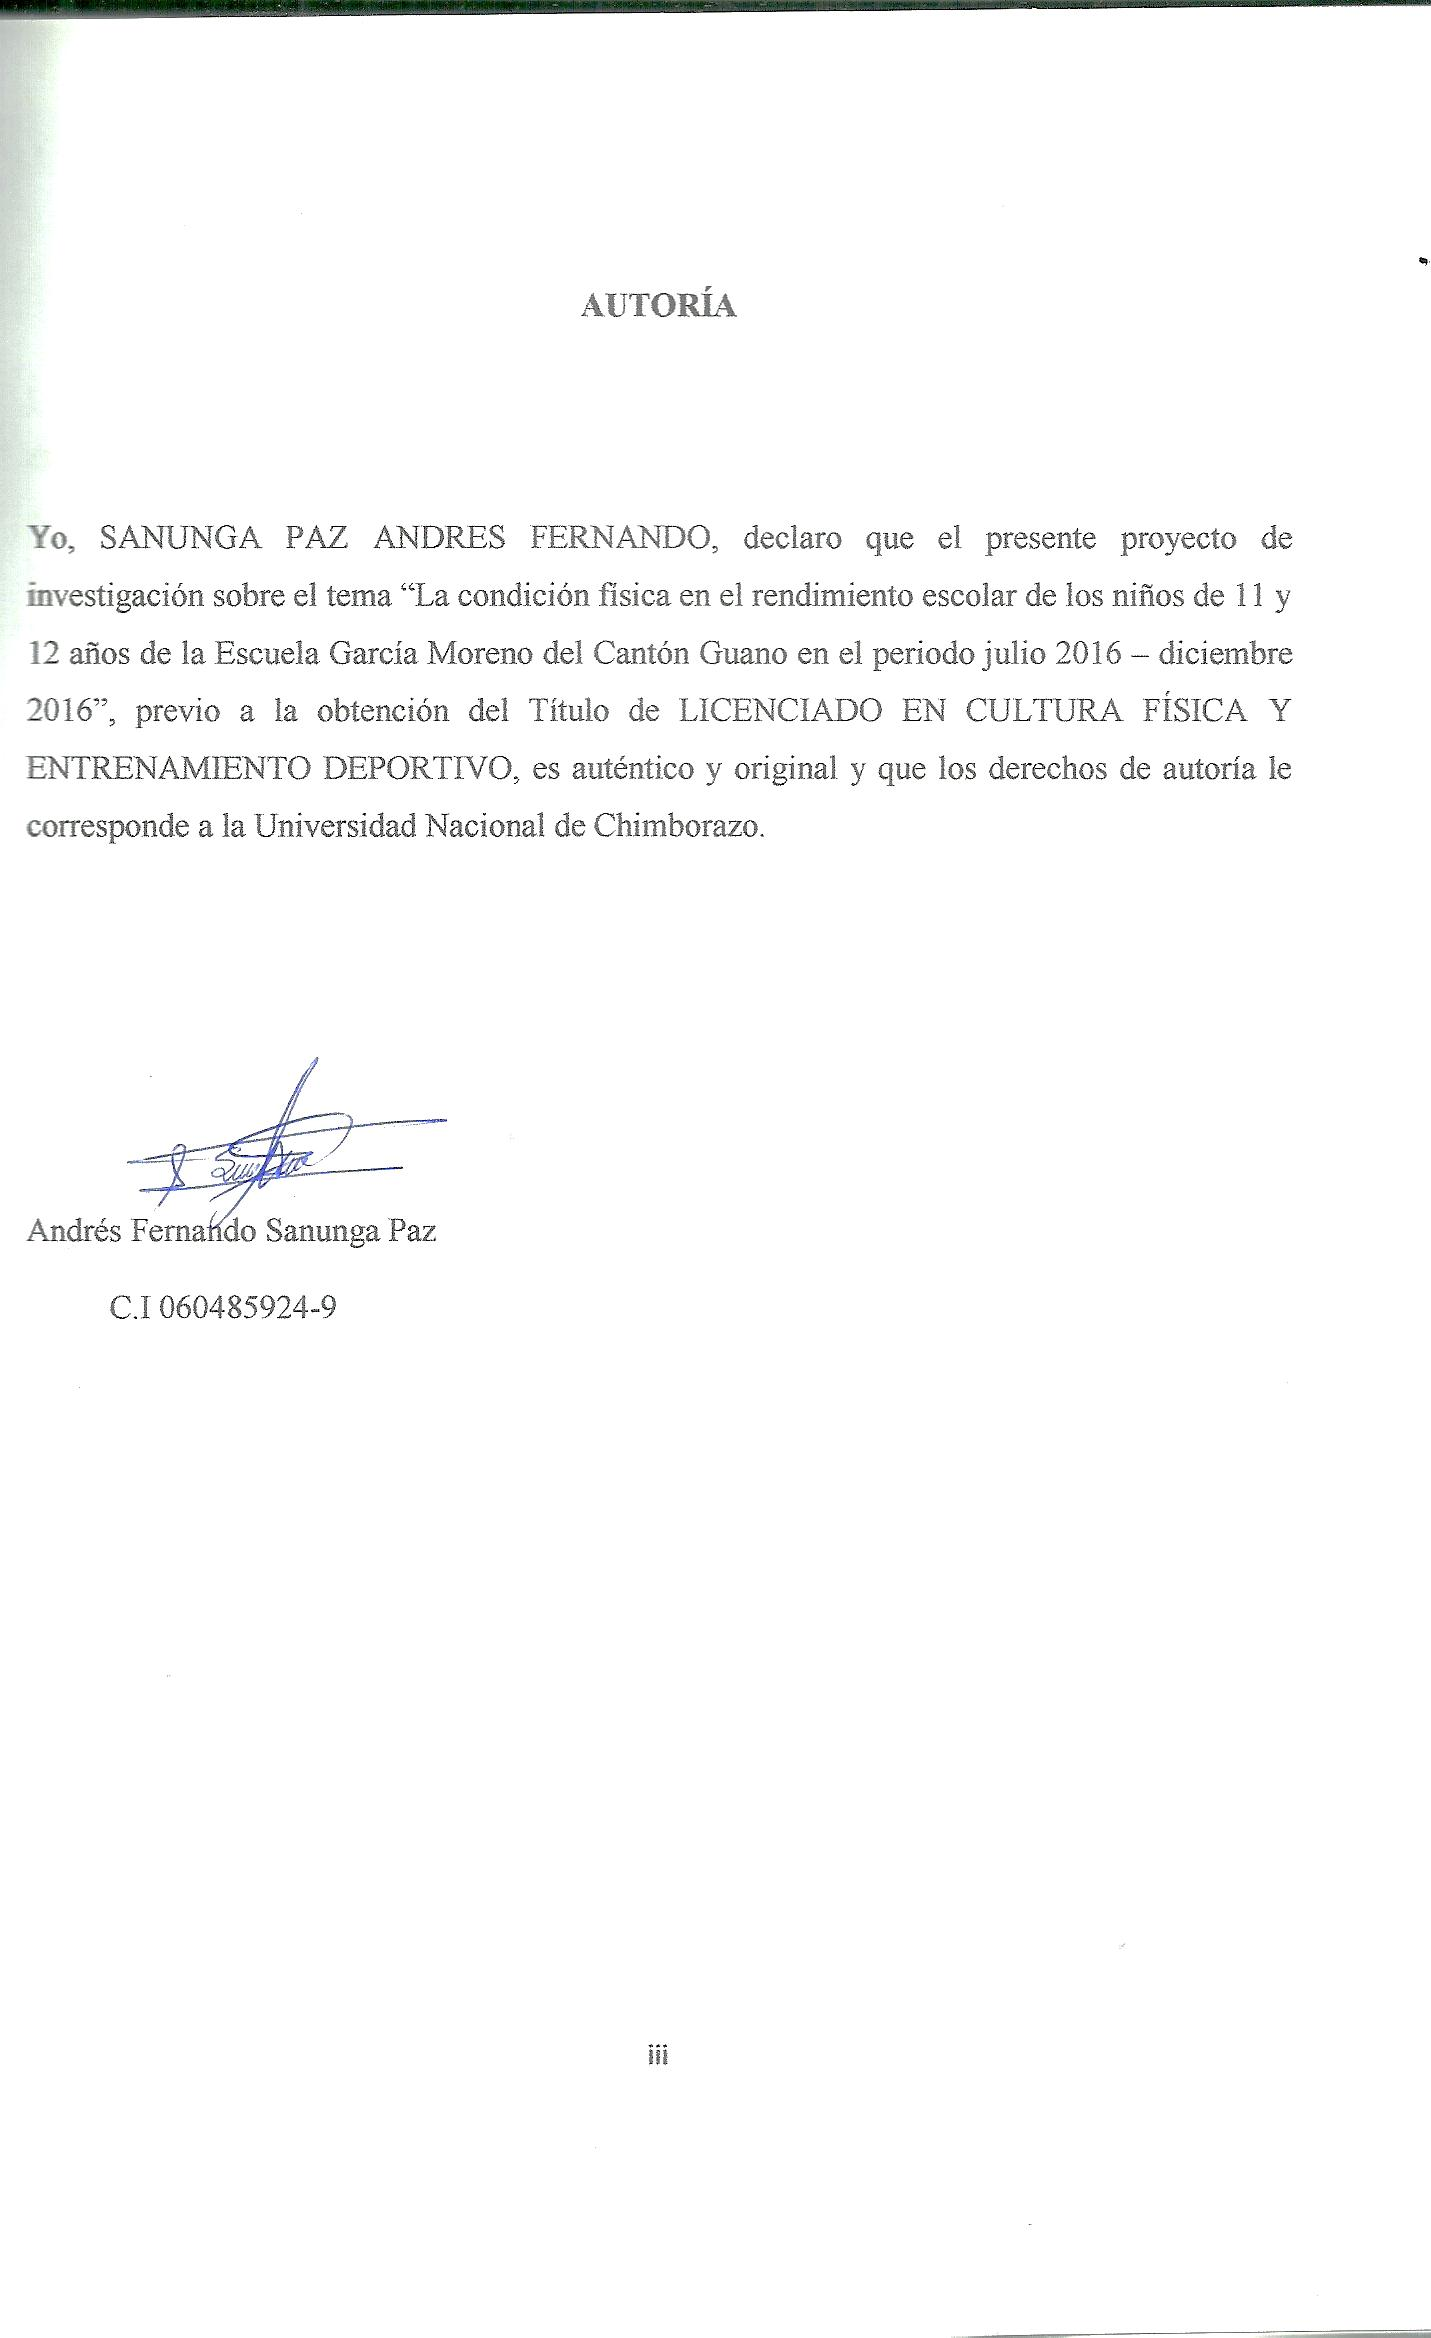 AUTORÍA
Yo, SANUNGA PAZ ANDRES FERNANDO, declaro que el presente proyecto de
investigación sobre el tema “La condición física en el rendimiento escolar de los niños de 11 y
12 años de la Escuela García Moreno del Cantón Guano en el periodo julio 2016 – diciembre
2016”, previo a la obtención del Título de LICENCIADO EN CULTURA FÍSICA Y
ENTRENAMIENTO DEPORTIVO, es auténtico y original y que los derechos de autoría le
corresponde a la Universidad Nacional de Chimborazo.
Andrés Fernando Sanunga Paz
C.I 060485924-9
iii